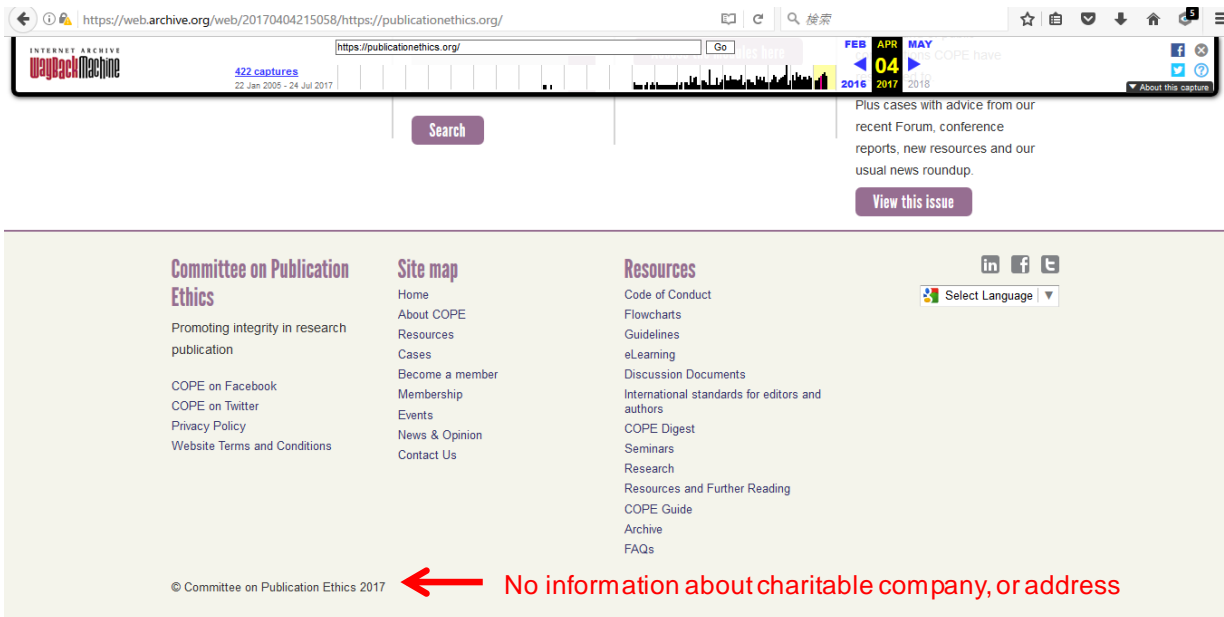 https://web.archive.org/web/20170404215058/https://publicationethics.org/
検索
5
INTERNET ARCHIVE
WayBackMachine
https://publicationethics.org/
Go
FEB APR MAY
422 captures
04
22 Jan 2005 - 24 Jul 2017
2016 2017 2018
About this capture
COPE have
Search
Plus cases with advice from our
recent Forum, conference
reports, new resources and our
usual news roundup.
View this issue
Committee on Publication
Ethics
Promoting integrity in research
publication
COPE on Facebook
COPE on Twitter
Privacy Policy
Website Terms and Conditions
Site map
Home
About COPE
Resources
Cases
Become a member
Membership
Events
News & Opinion
Contact Us
Resources
Code of Conduct
Flowcharts
Guidelines
eLearning
Discussion Documents
International standards for editors and
authors
COPE Digest
Seminars
Research
Resources and Further Reading
COPE Guide
Archive
FAQs
Select Language
© Committee on Publication Ethics 2017
No information about charitable company, or address